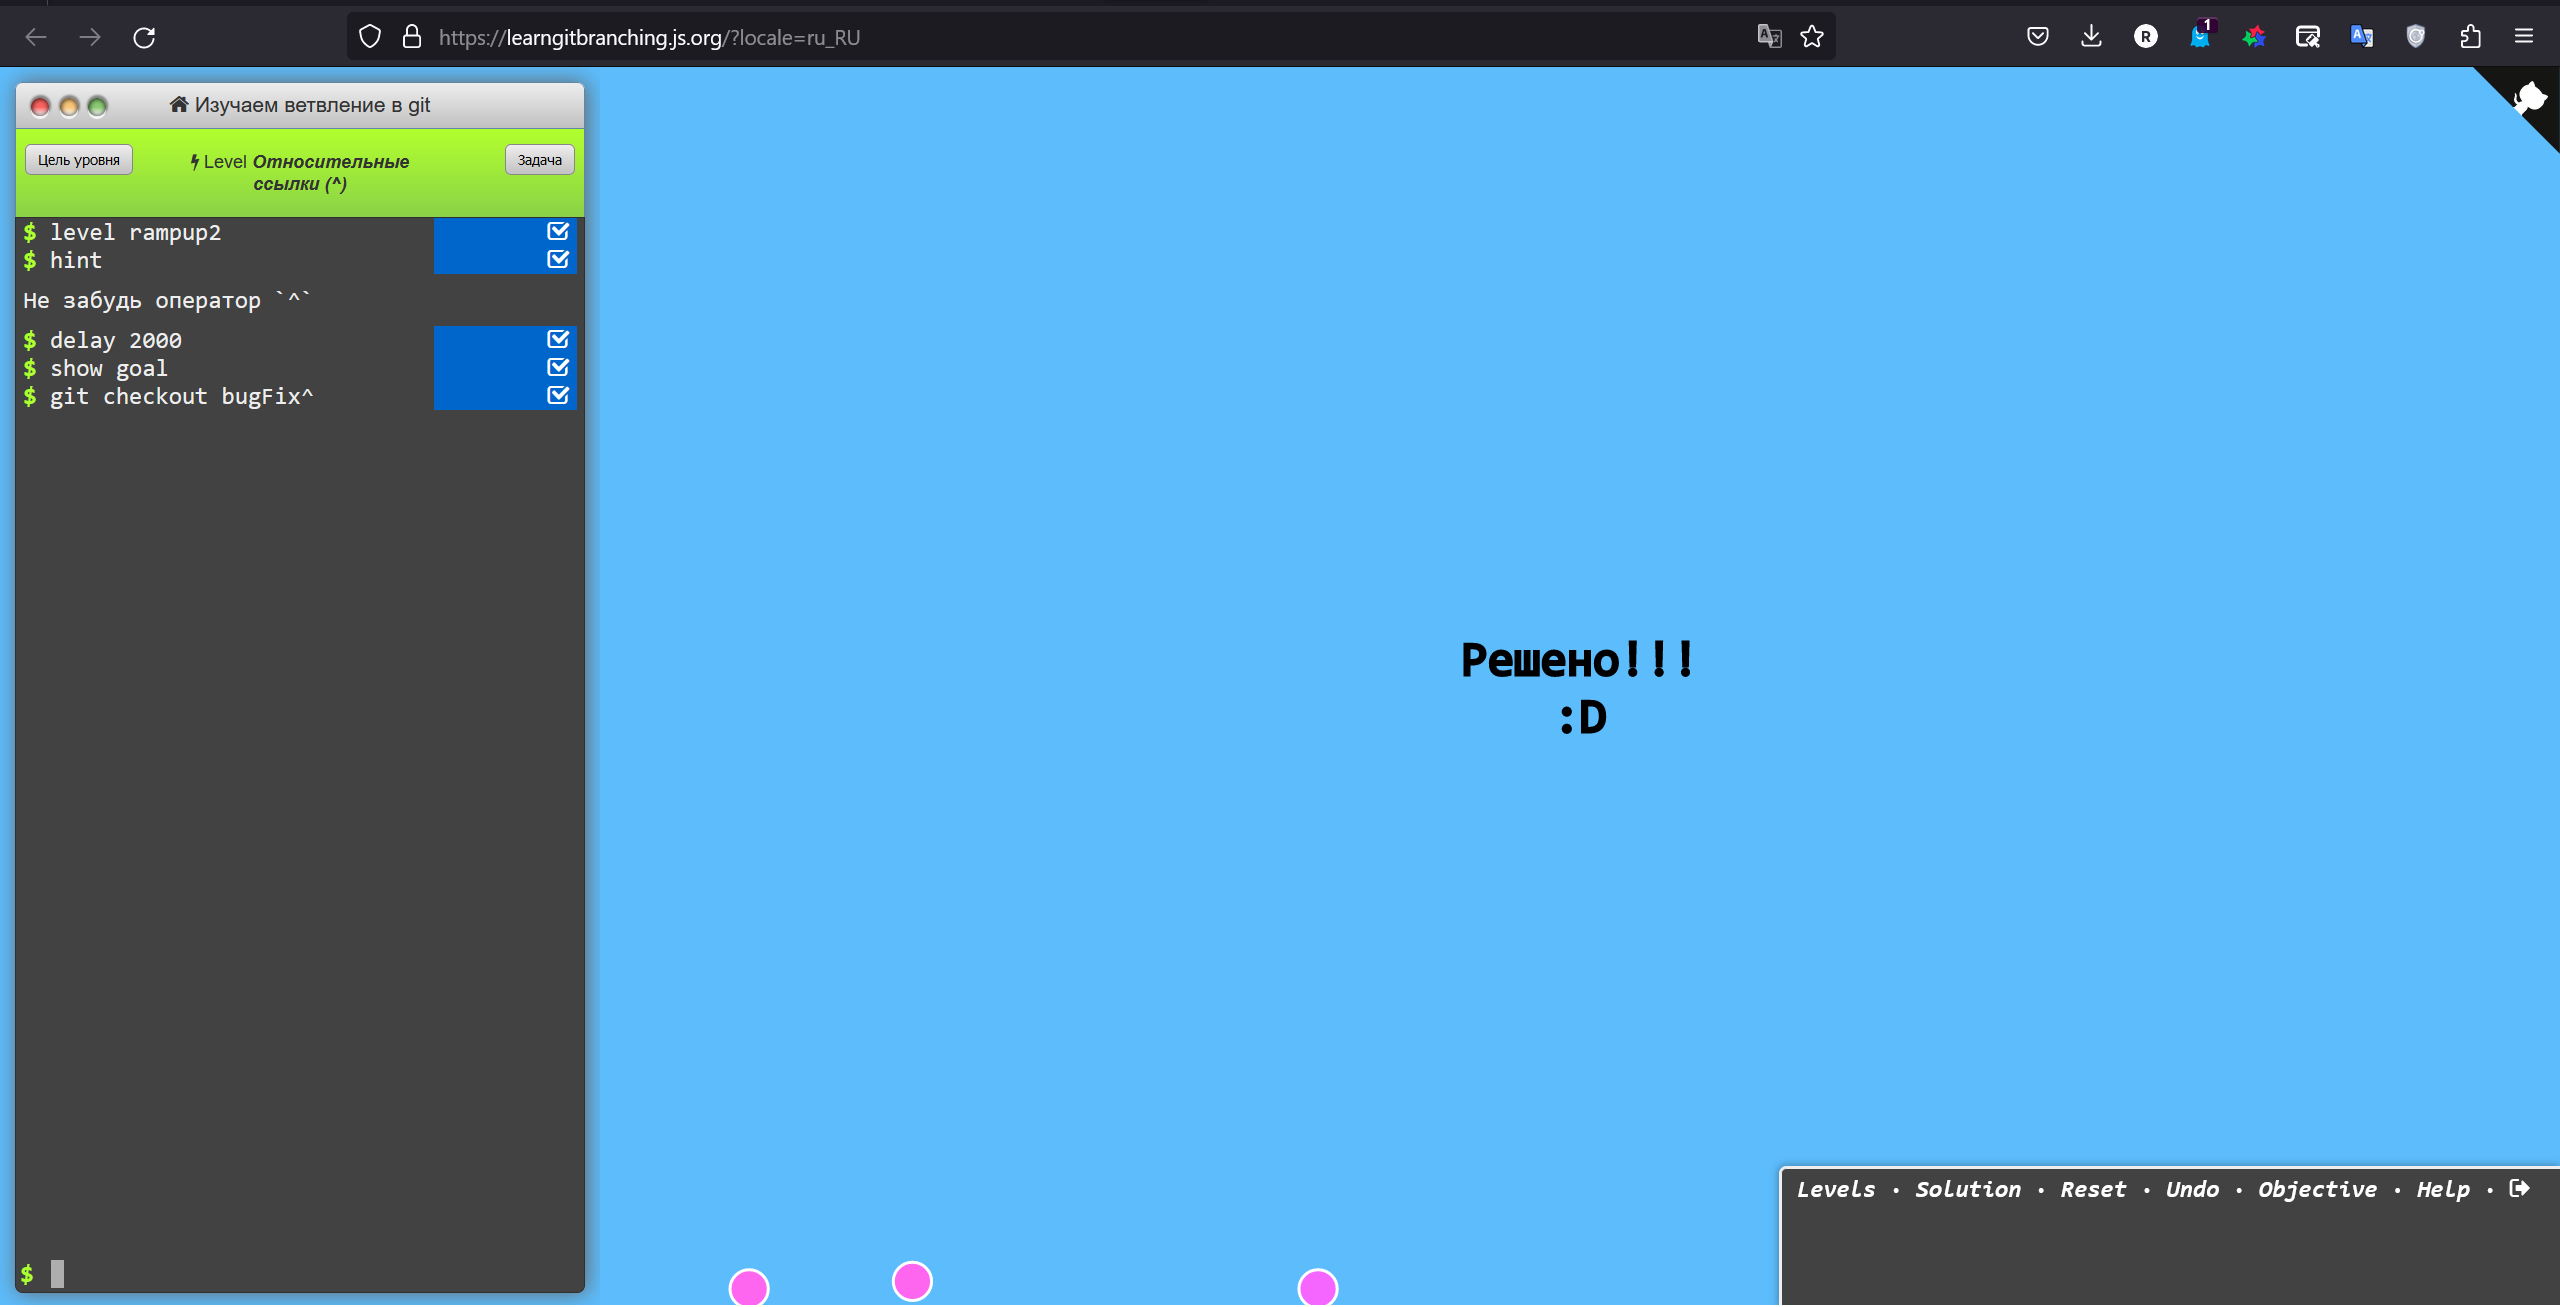 https://learngitbranching.js.org/?locale=ru_RU
R
1
Изучаем ветвление в git
Цель уровня
Level Относительные
ссылки (^)
Задача
$ level rampup2
$ hint
Не забудь оператор `^`
$ delay 2000
$ show goal
$ git checkout bugFix^
Решено!!!
:D
Levels · Solution · Reset · Undo · Objective · Help ·
$